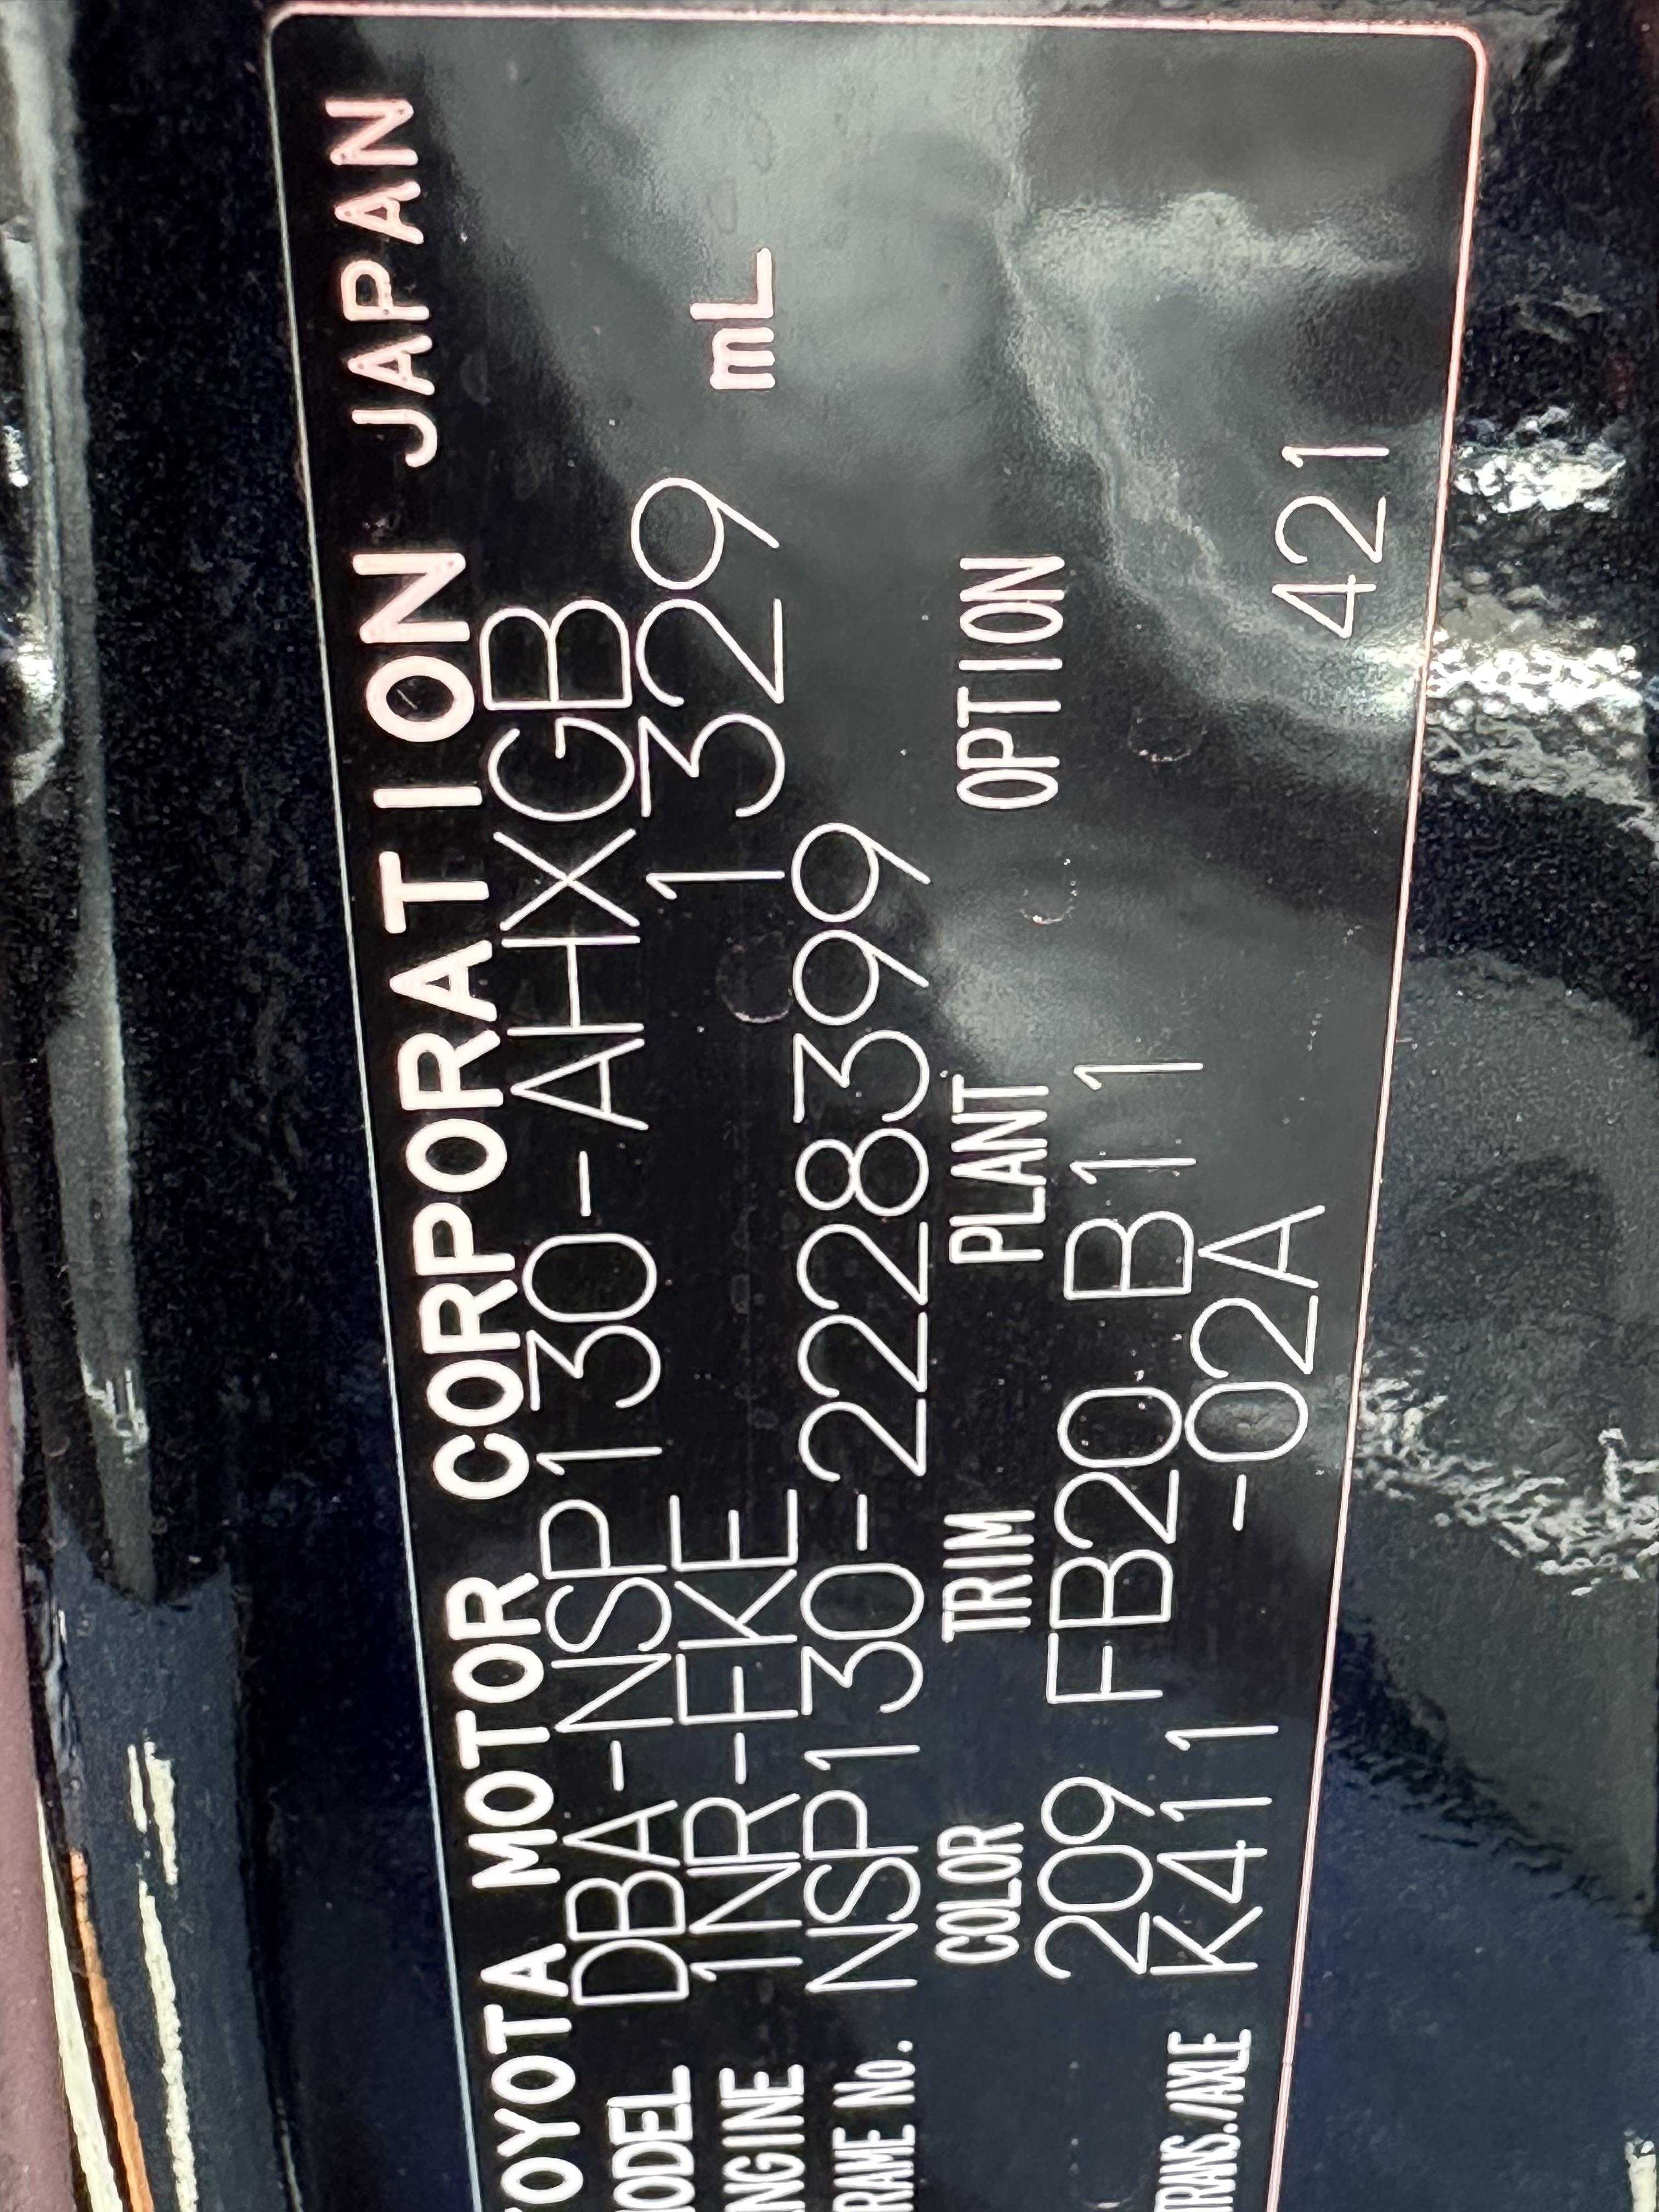 TOYOTA MOTOR CORPORATION JAPAN
MODEL DBA-NSP130-AHXGB
ENGINE 1NR-FKE 1329 mL
FRAME No. NSP130-2228399
COLOR TRIM PLANT OPTION
209 FB20 B11
TRANS./AXLE K411 -02A 421